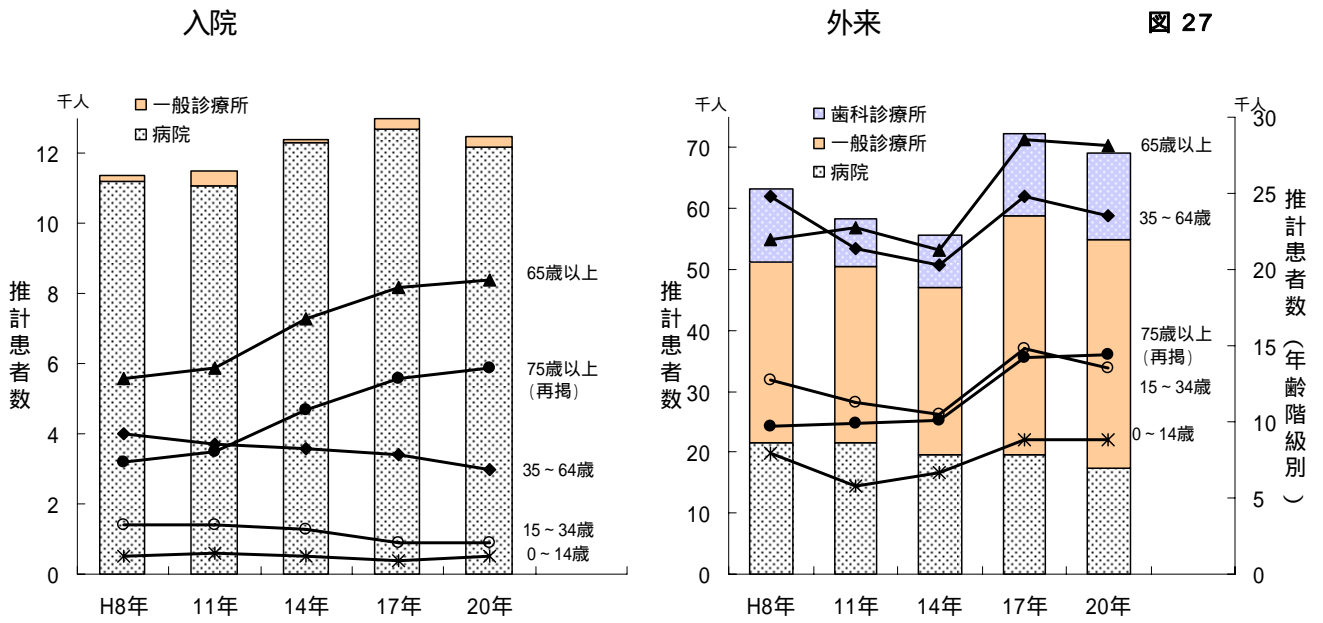 入院
外来
図 27
千人
一般診療所
病院
12
10
8
6
4
2
0
推計患者数
65歳以上
75歳以上
(再掲)
35～64歳
15～34歳
0～14歳
H8年
11年
14年
17年
20年
千人
歯科診療所
一般診療所
病院
70
60
50
40
30
20
10
0
推計患者数
65歳以上
35～64歳
75歳以上
(再掲)
15～34歳
0～14歳
千人
30
25
20
15
10
5
0
推計患者数(年齢階級別)
H8年
11年
14年
17年
20年